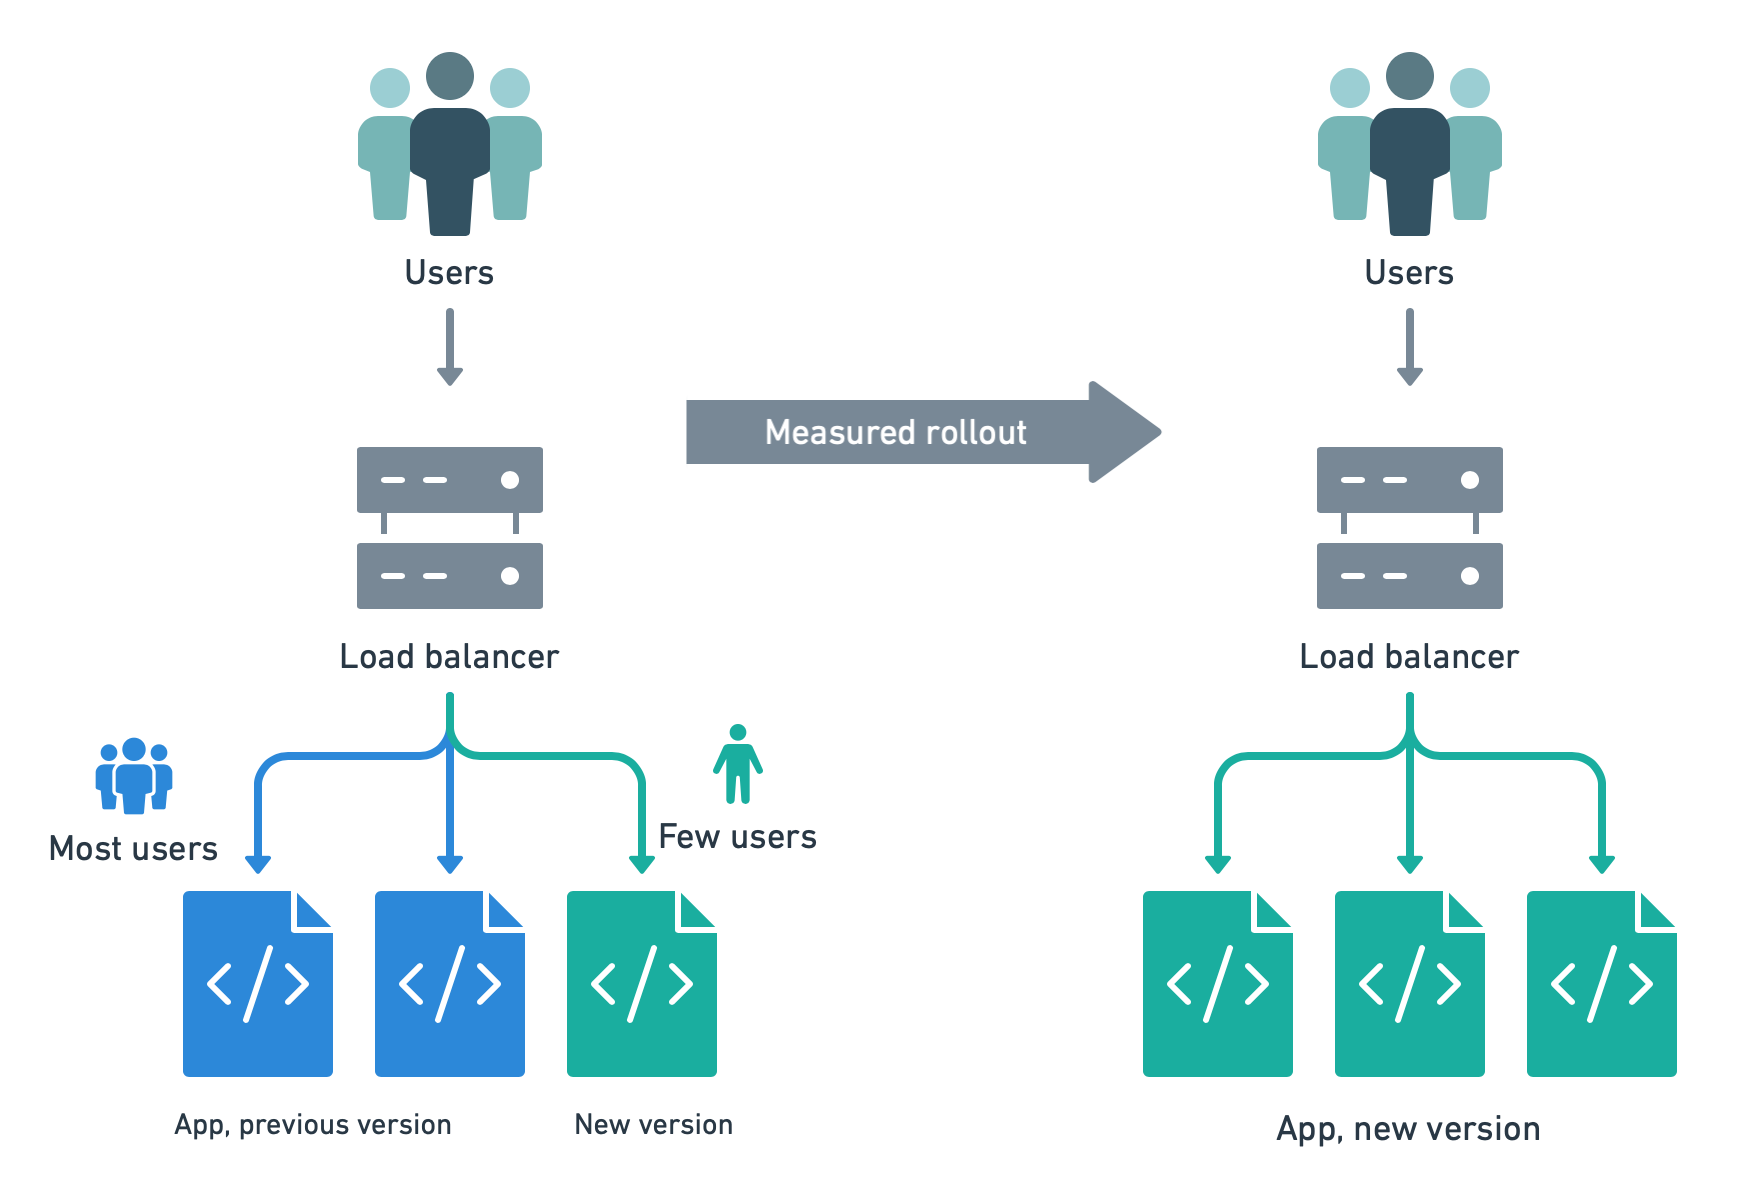 Users
Users
Measured rollout
Load balancer
Load balancer
Most users
Few users
</>
</>
</>
</>
</>
</>
App, previous version
New version
App, new version